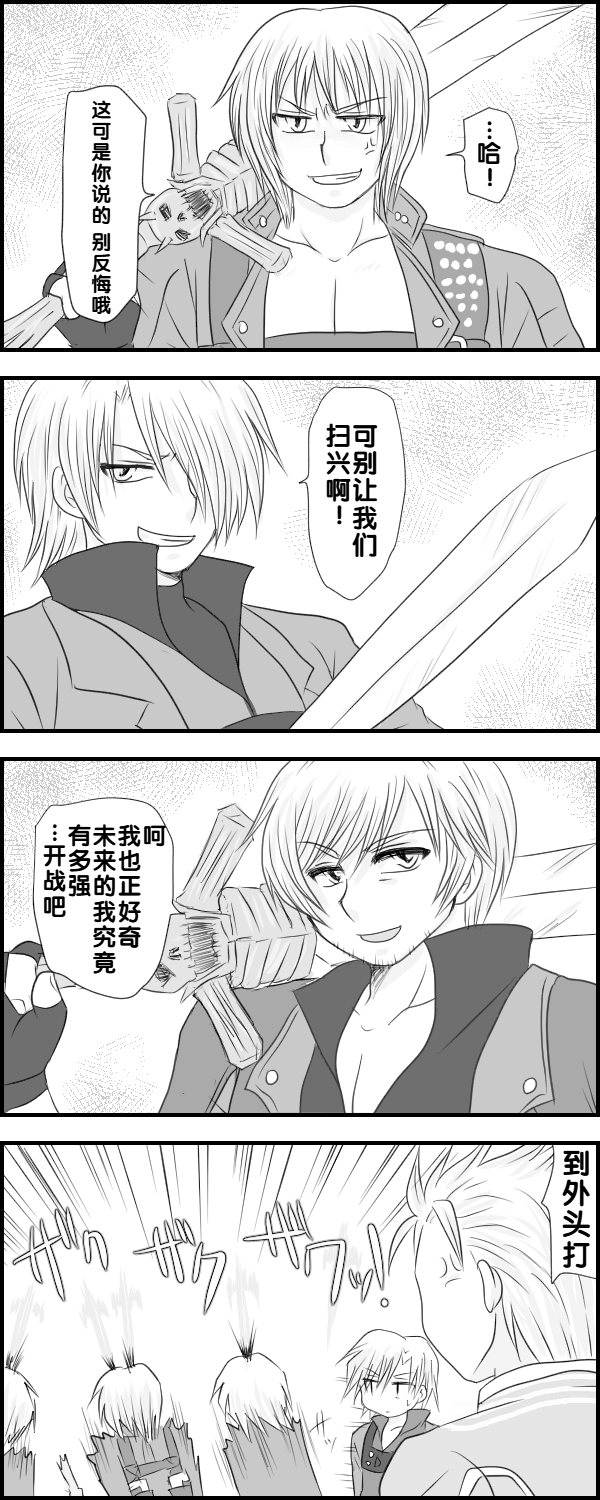 …哈！
这可是你说的 别反悔哦
可别让我们
扫兴啊！
呵
我也正好奇
未来的我究竟
有多强
…开战吧
到外头打
ザク
ザク
ザクッ！